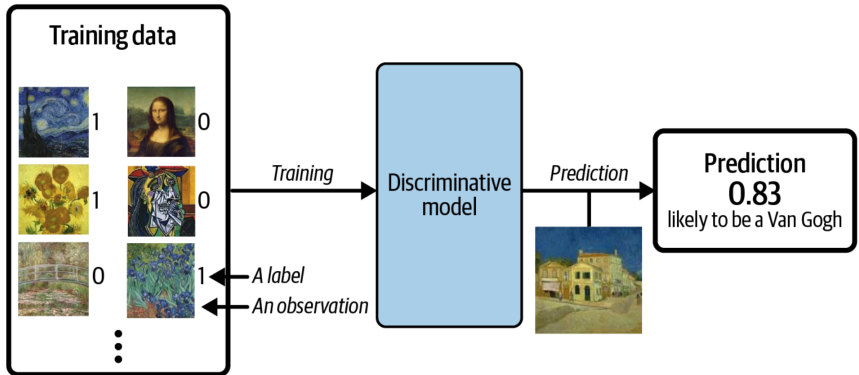 Training data
1
0
1
0
0
1
A label
An observation
Training
Discriminative
model
Prediction
Prediction
0.83
likely to be a Van Gogh